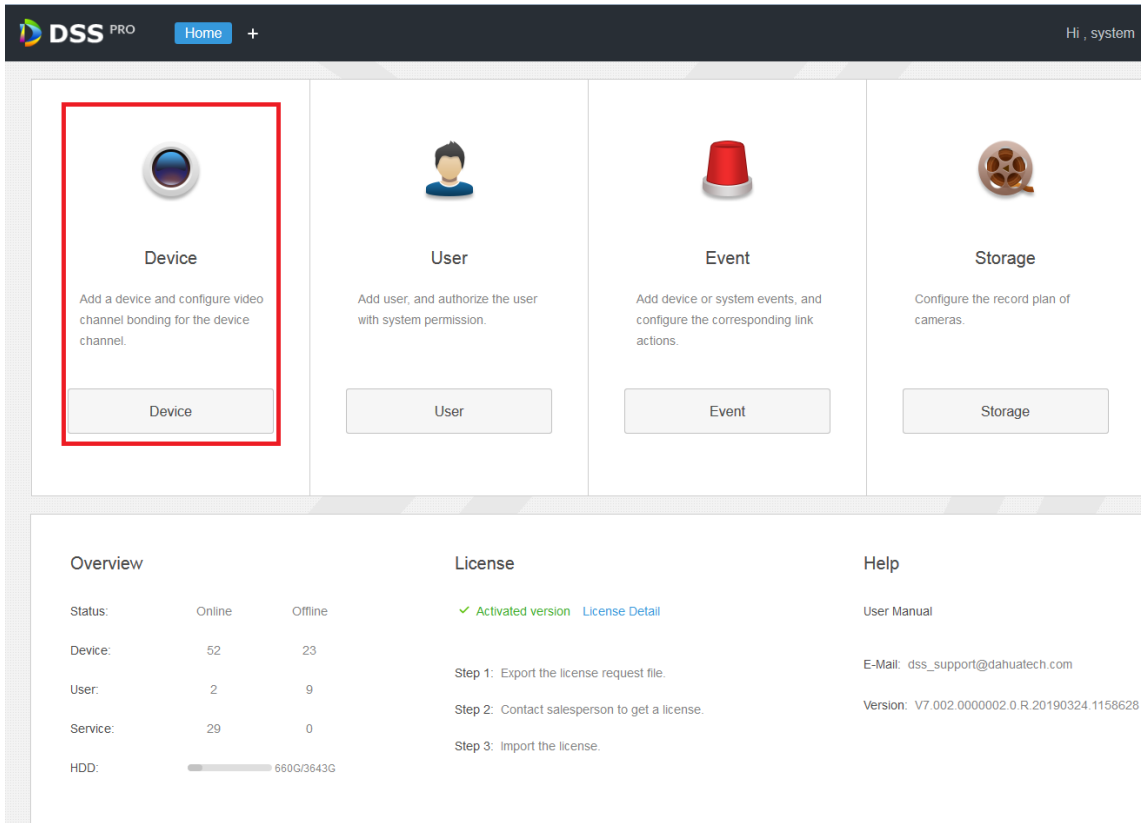 DSS PRO Home + Hi , system
Device
Add a device and configure video
channel bonding for the device
channel.
Device
User
Add user, and authorize the user
with system permission.
User
Event
Add device or system events, and
configure the corresponding link
actions.
Event
Storage
Configure the record plan of
cameras.
Storage
Overview
Status: Online Offline
Device: 52 23
User: 2 9
Service: 29 0
HDD: 660G/3643G
License
Activated version License Detail
Step 1: Export the license request file.
Step 2: Contact salesperson to get a license.
Step 3: Import the license.
Help
User Manual
E-Mail: dss_support@dahuatech.com
Version: V7.002.0000002.0.R.20190324.1158628